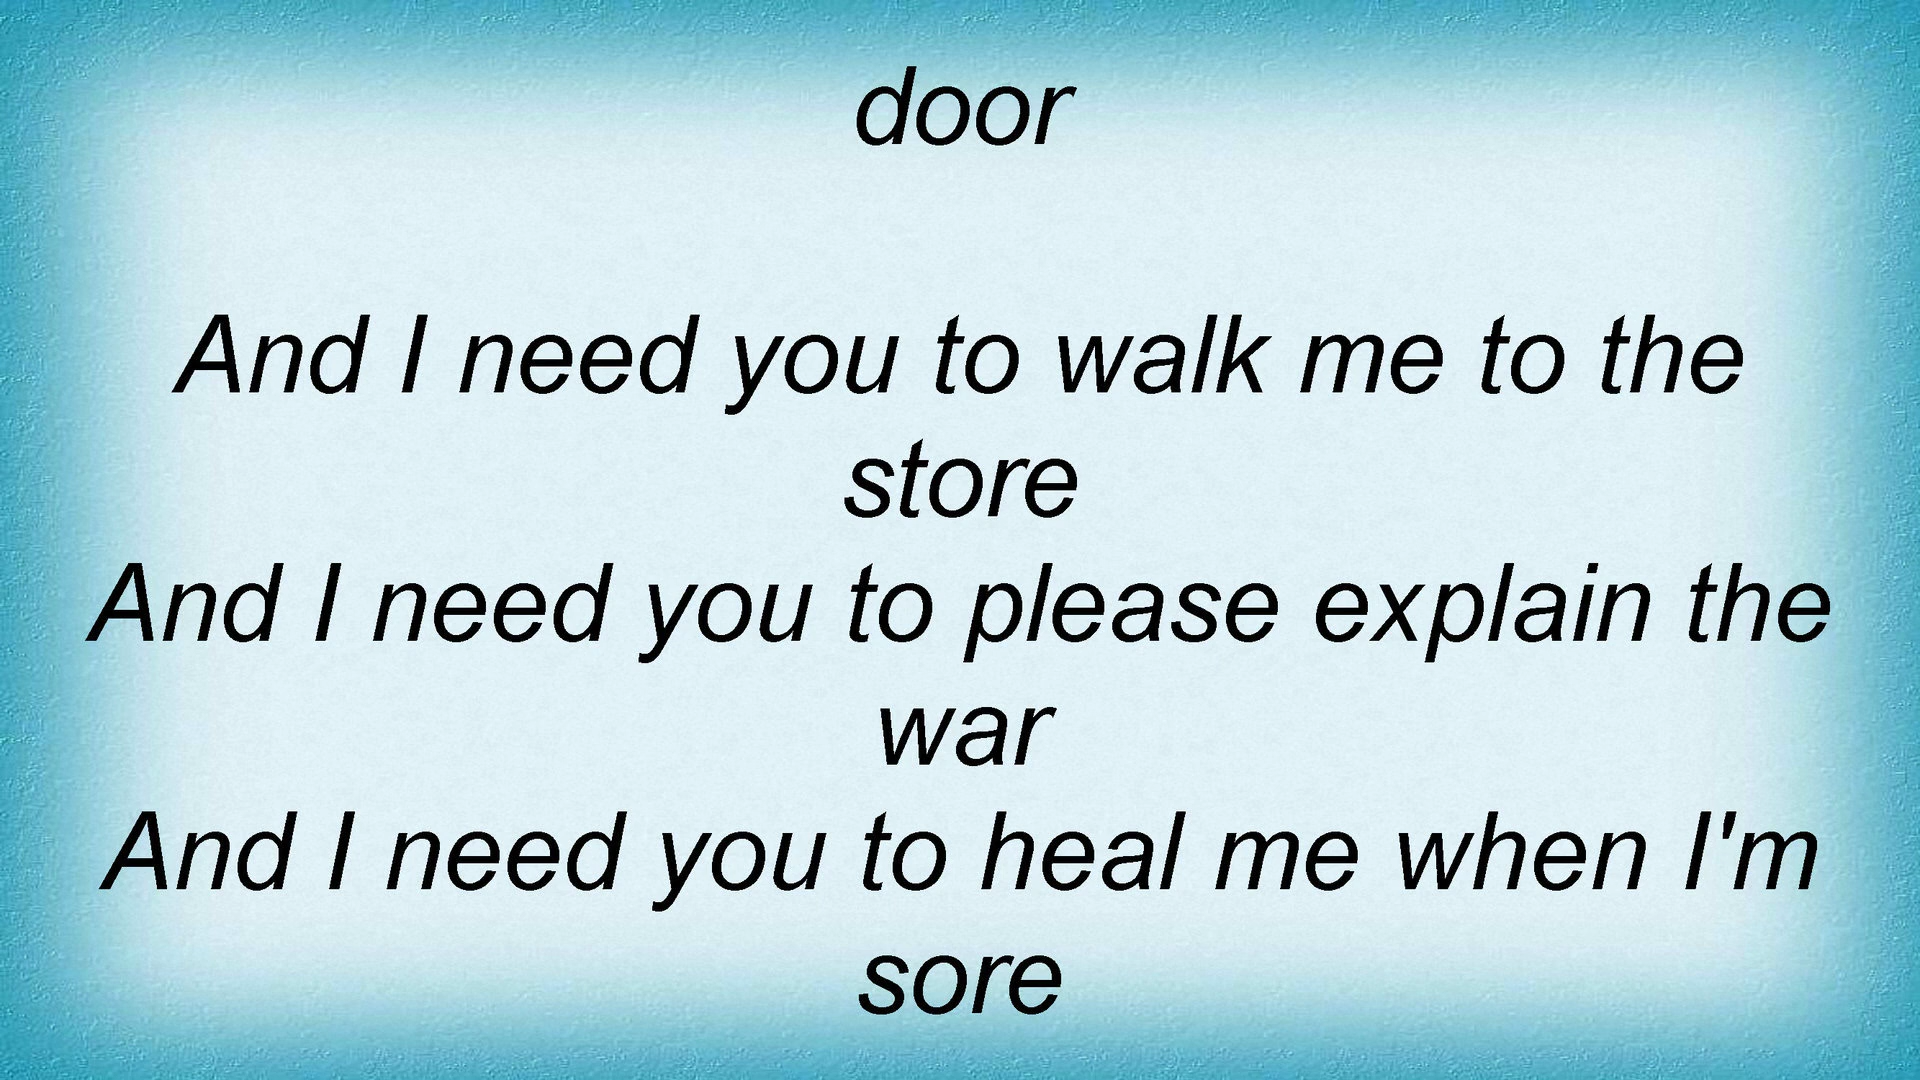 door
And I need you to walk me to the
store
And I need you to please explain the
war
And I need you to heal me when I'm
sore